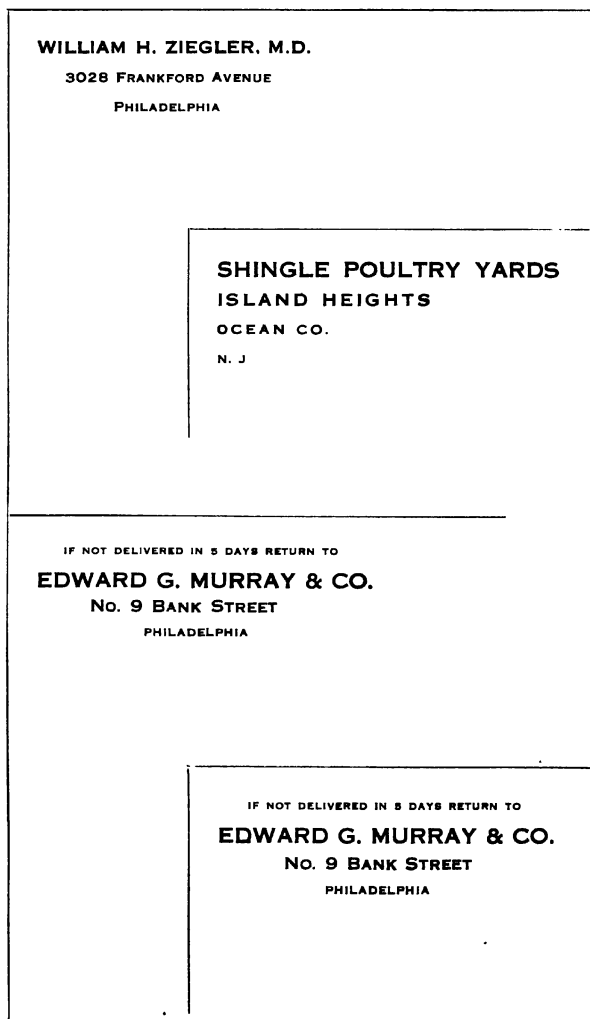 WILLIAM H. ZIEGLER, M.D.
3028 FRANKFORD AVENUE
PHILADELPHIA
SHINGLE POULTRY YARDS
ISLAND HEIGHTS
OCEAN CO.
N. J
IF NOT DELIVERED IN 5 DAYS RETURN TO
EDWARD G. MURRAY & CO.
No. 9 BANK STREET
PHILADELPHIA
IF NOT DELIVERED IN 5 DAYS RETURN TO
EDWARD G. MURRAY & CO.
No. 9 BANK STREET
PHILADELPHIA